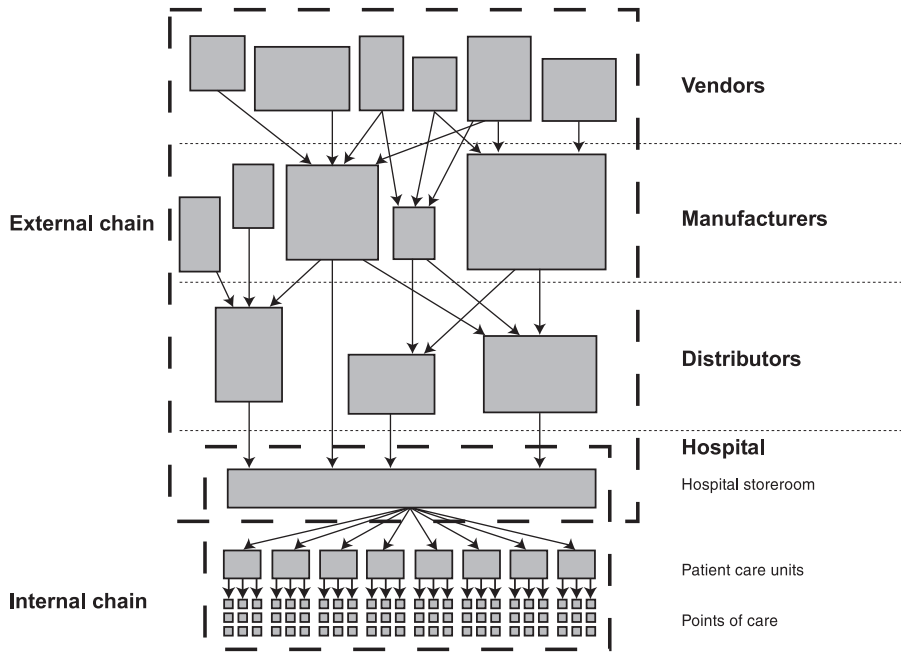 Vendors
External chain
Manufacturers
Distributors
Hospital
Hospital storeroom
Patient care units
Internal chain
Points of care